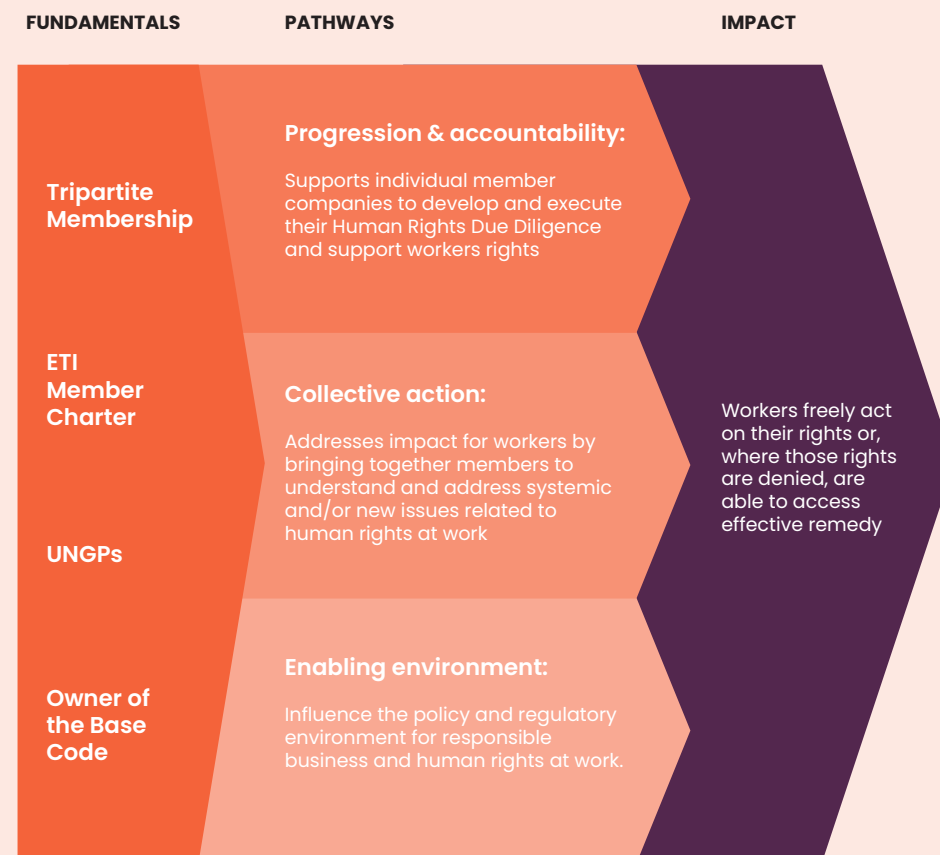 FUNDAMENTALS
PATHWAYS
IMPACT
Tripartite
Membership
ETI
Member
Charter
UNGPs
Owner of
the Base
Code
Progression & accountability:
Supports individual member
companies to develop and execute
their Human Rights Due Diligence
and support workers rights
Collective action:
Addresses impact for workers by
bringing together members to
understand and address systemic
and/or new issues related to
human rights at work
Enabling environment:
Influence the policy and regulatory
environment for responsible
business and human rights at work.
Workers freely act
on their rights or,
where those rights
are denied, are
able to access
effective remedy